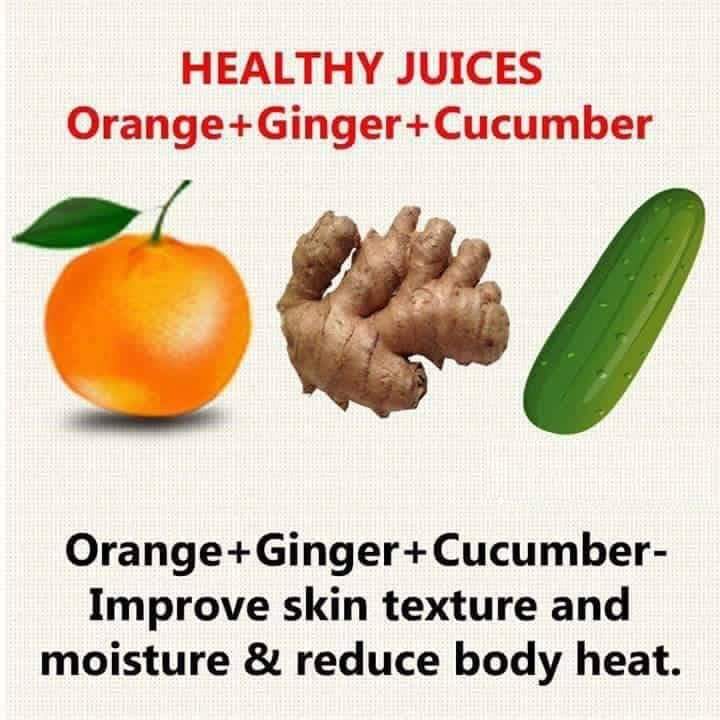 HEALTHY JUICES
Orange+Ginger+Cucumber
Orange+Ginger+Cucumber-
Improve skin texture and
moisture & reduce body heat.